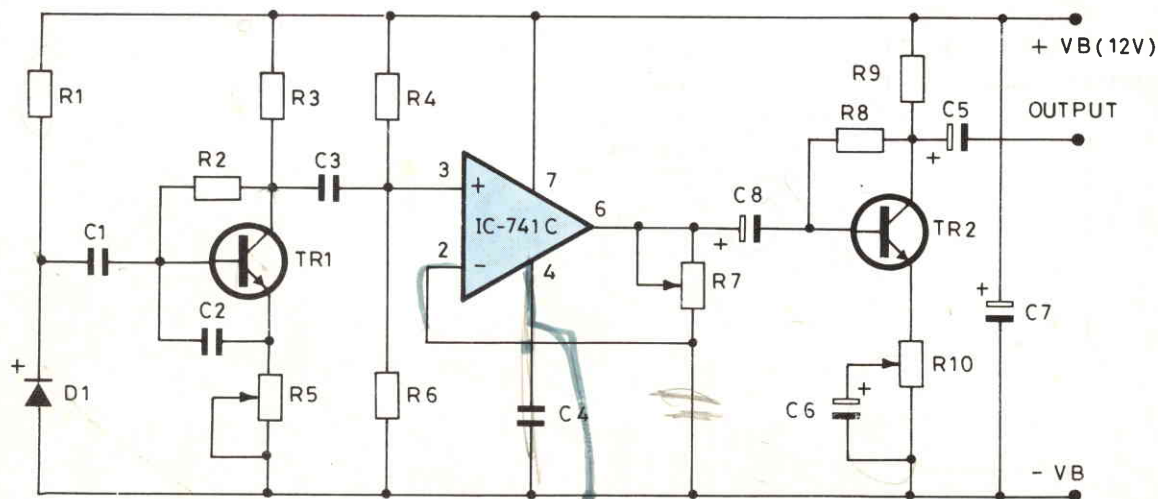 + VB(12V)
R1
R3
R4
R9
R8
C5
OUTPUT
+
R2
C3
3
+
7
C8
6
IC-741C
+
TR2
C1
TR1
2
-
4
R7
C2
+
C7
+
D1
R5
R6
C4
+
C6
R10
- VB